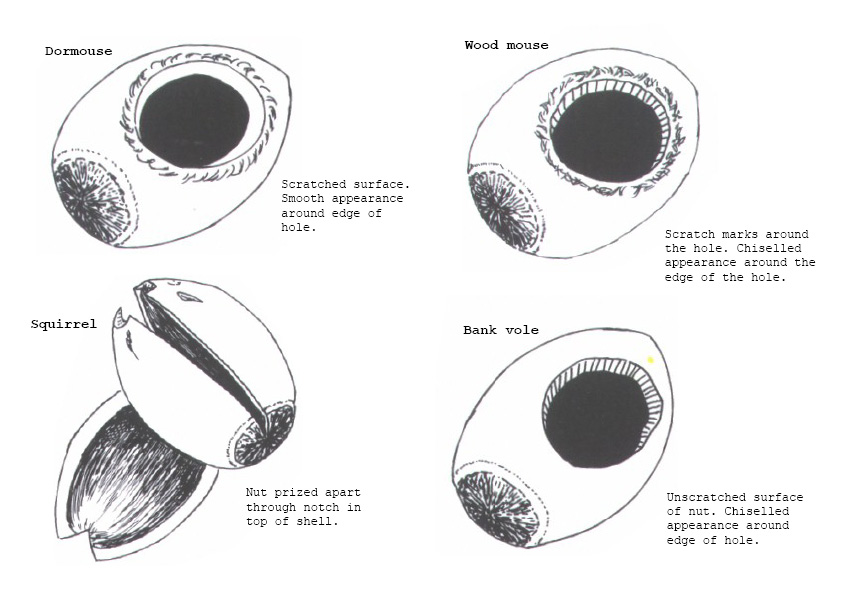 Dormouse
Scratched surface.
Smooth appearance
around edge of
hole.
Wood mouse
Scratch marks around
the hole. Chiselled
appearance around the
edge of the hole.
Squirrel
Nut prized apart
through notch in
top of shell.
Bank vole
Unscratched surface
of nut. Chiselled
appearance around
edge of hole.